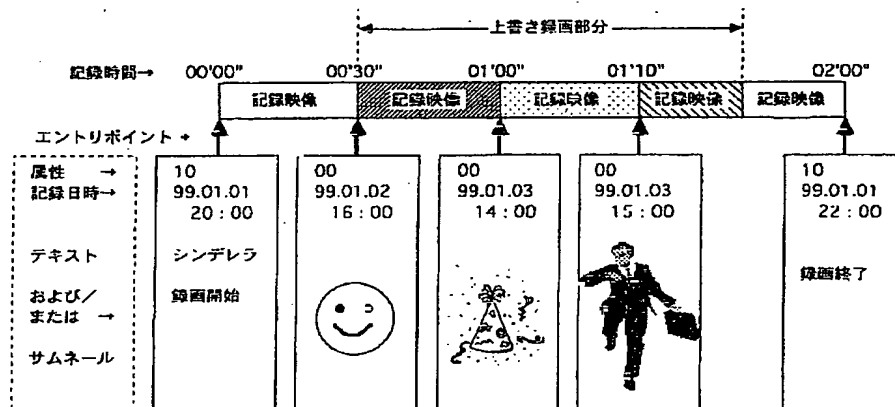 上書き録画部分
記録時間→ 00'00" 00'30" 01'00" 01'10" 02'00"
記録映像 記録映像 記録映像 記録映像 記録映像
エントリポイント→
属性 → 10 00 00 00 10
記録日時→ 99.01.01 99.01.02 99.01.03 99.01.03 99.01.01
20:00 16:00 14:00 15:00 22:00
テキスト シンデレラ
および/ 録画開始 録画終了
または →
サムネール